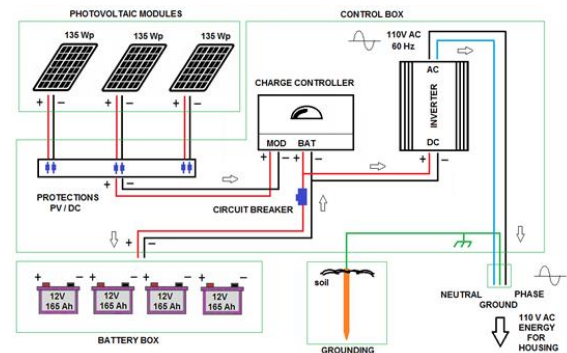 PHOTOVOLTAIC MODULES
CONTROL BOX
135 Wp
135 Wp
135 Wp
110V AC
60 Hz
AC
INVERTER
DC
CHARGE CONTROLLER
MOD BAT
+ −
+ −
+ −
+ − + −
+ −
+ −
PROTECTIONS
PV / DC
CIRCUIT BREAKER
+ −
+ −
+ −
+ −
+ −
12V
165 Ah
12V
165 Ah
12V
165 Ah
12V
165 Ah
BATTERY BOX
soil
GROUNDING
NEUTRAL
PHASE
GROUND
110 V AC
ENERGY
FOR
HOUSING